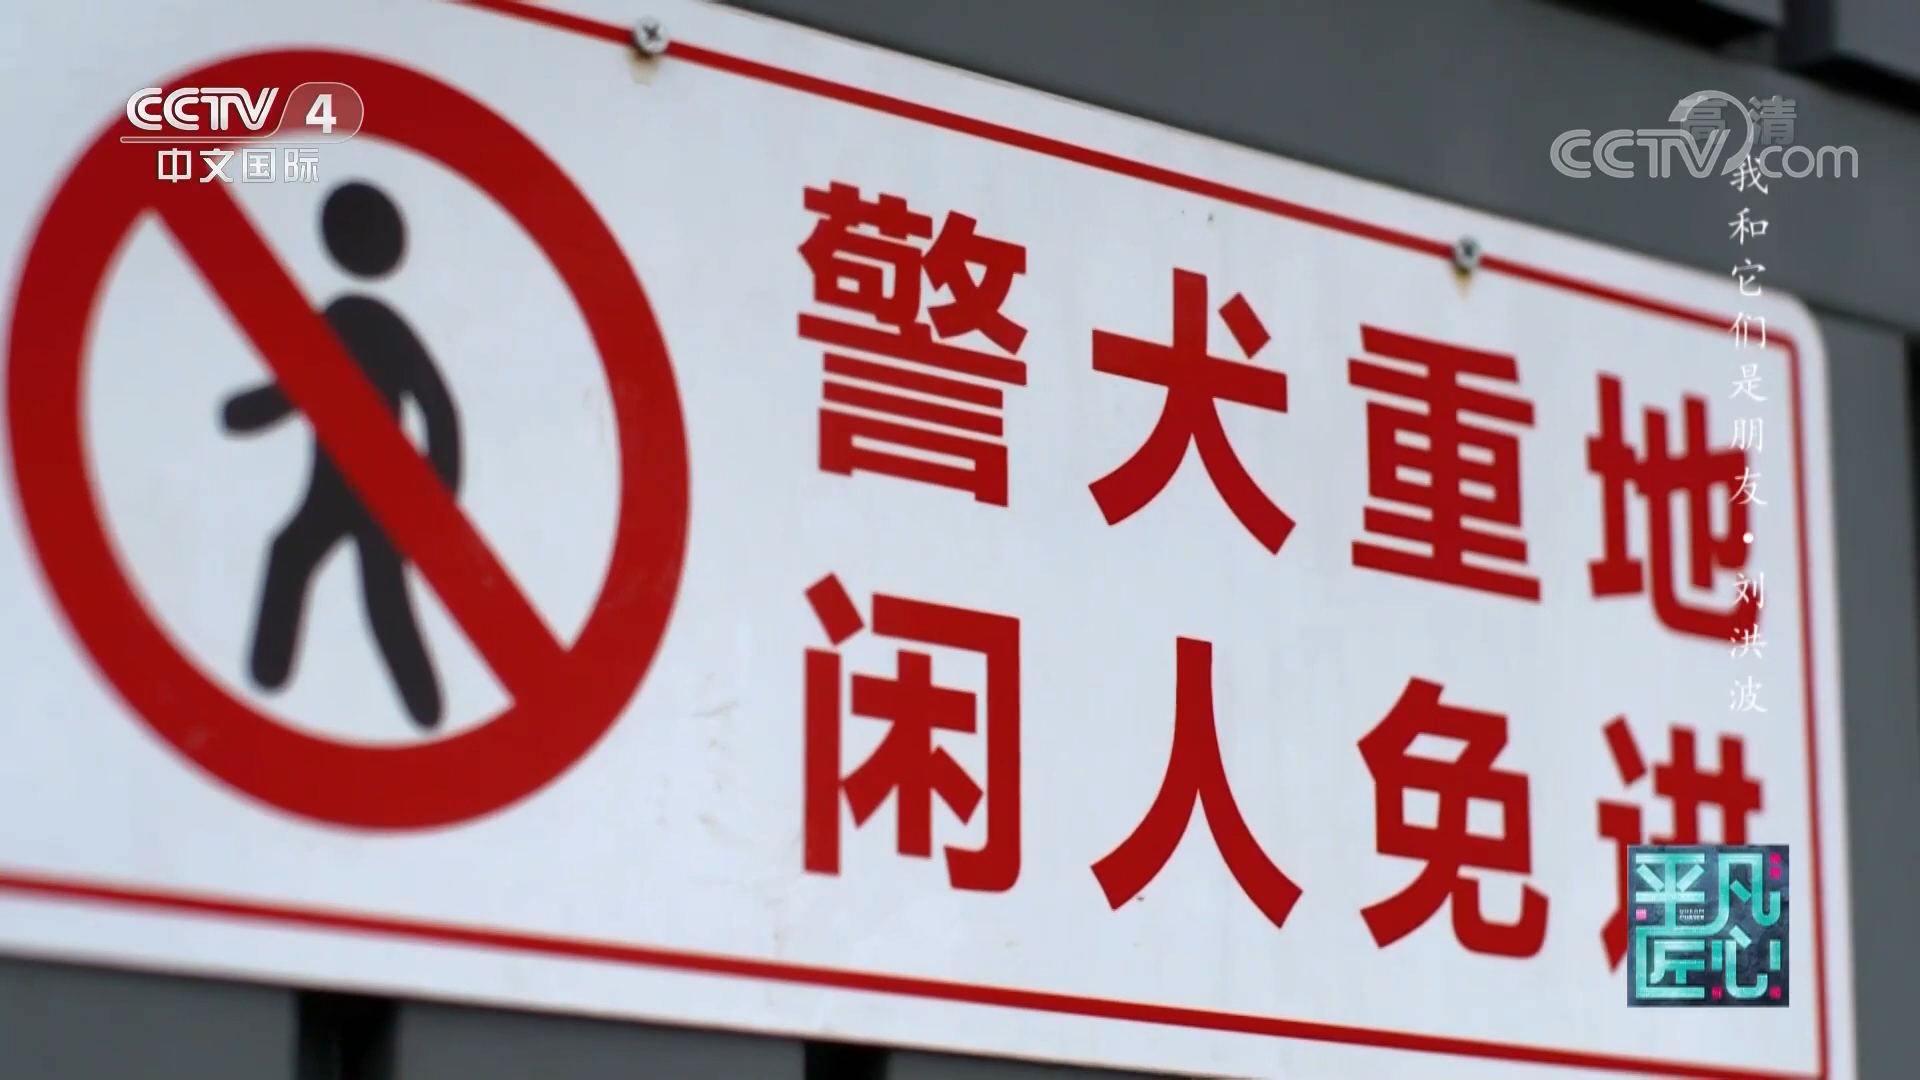 CCTV 4
中文国际
高清
CCTV.com
我和它们是朋友·刘洪波
警犬重地
闲人免进
平凡匠心